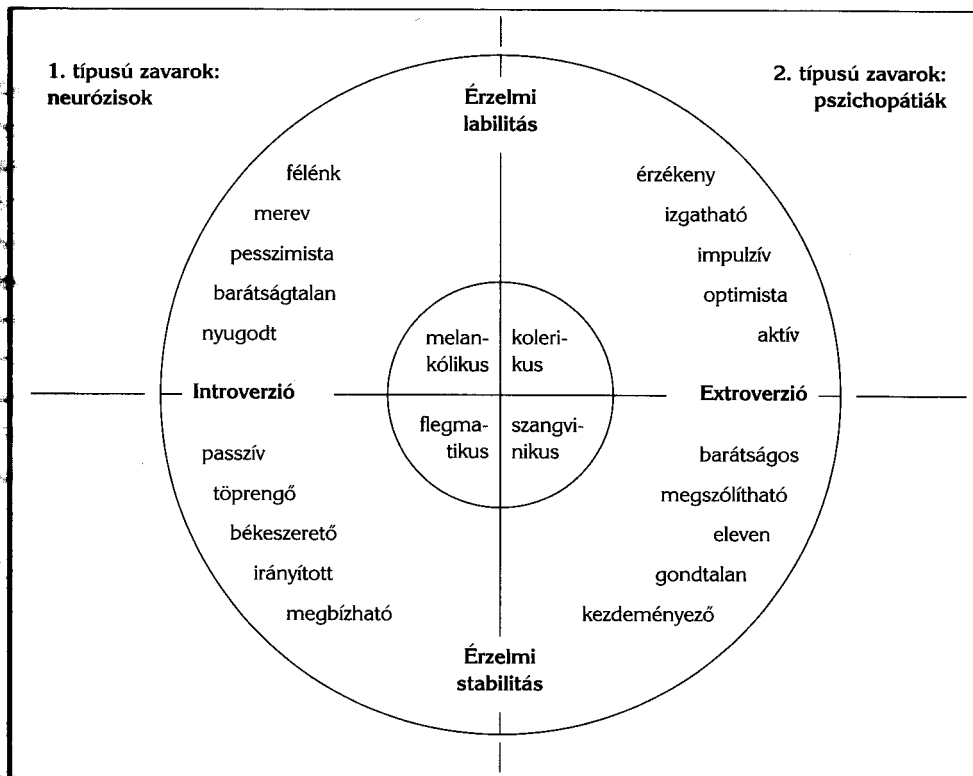 1. típusú zavarok:
neurózisok
2. típusú zavarok:
pszichopátiák
Érzelmi
labilitás
félénk
merev
pesszimista
barátságtalan
nyugodt
érzékeny
izgatható
impulzív
optimista
aktív
melan-
kólikus
koleri-
kus
Introverzió
Extroverzió
flegma-
tikus
szangvi-
nikus
passzív
töprengő
békeszerető
irányított
megbízható
barátságos
megszólítható
eleven
gondtalan
kezdeményező
Érzelmi
stabilitás